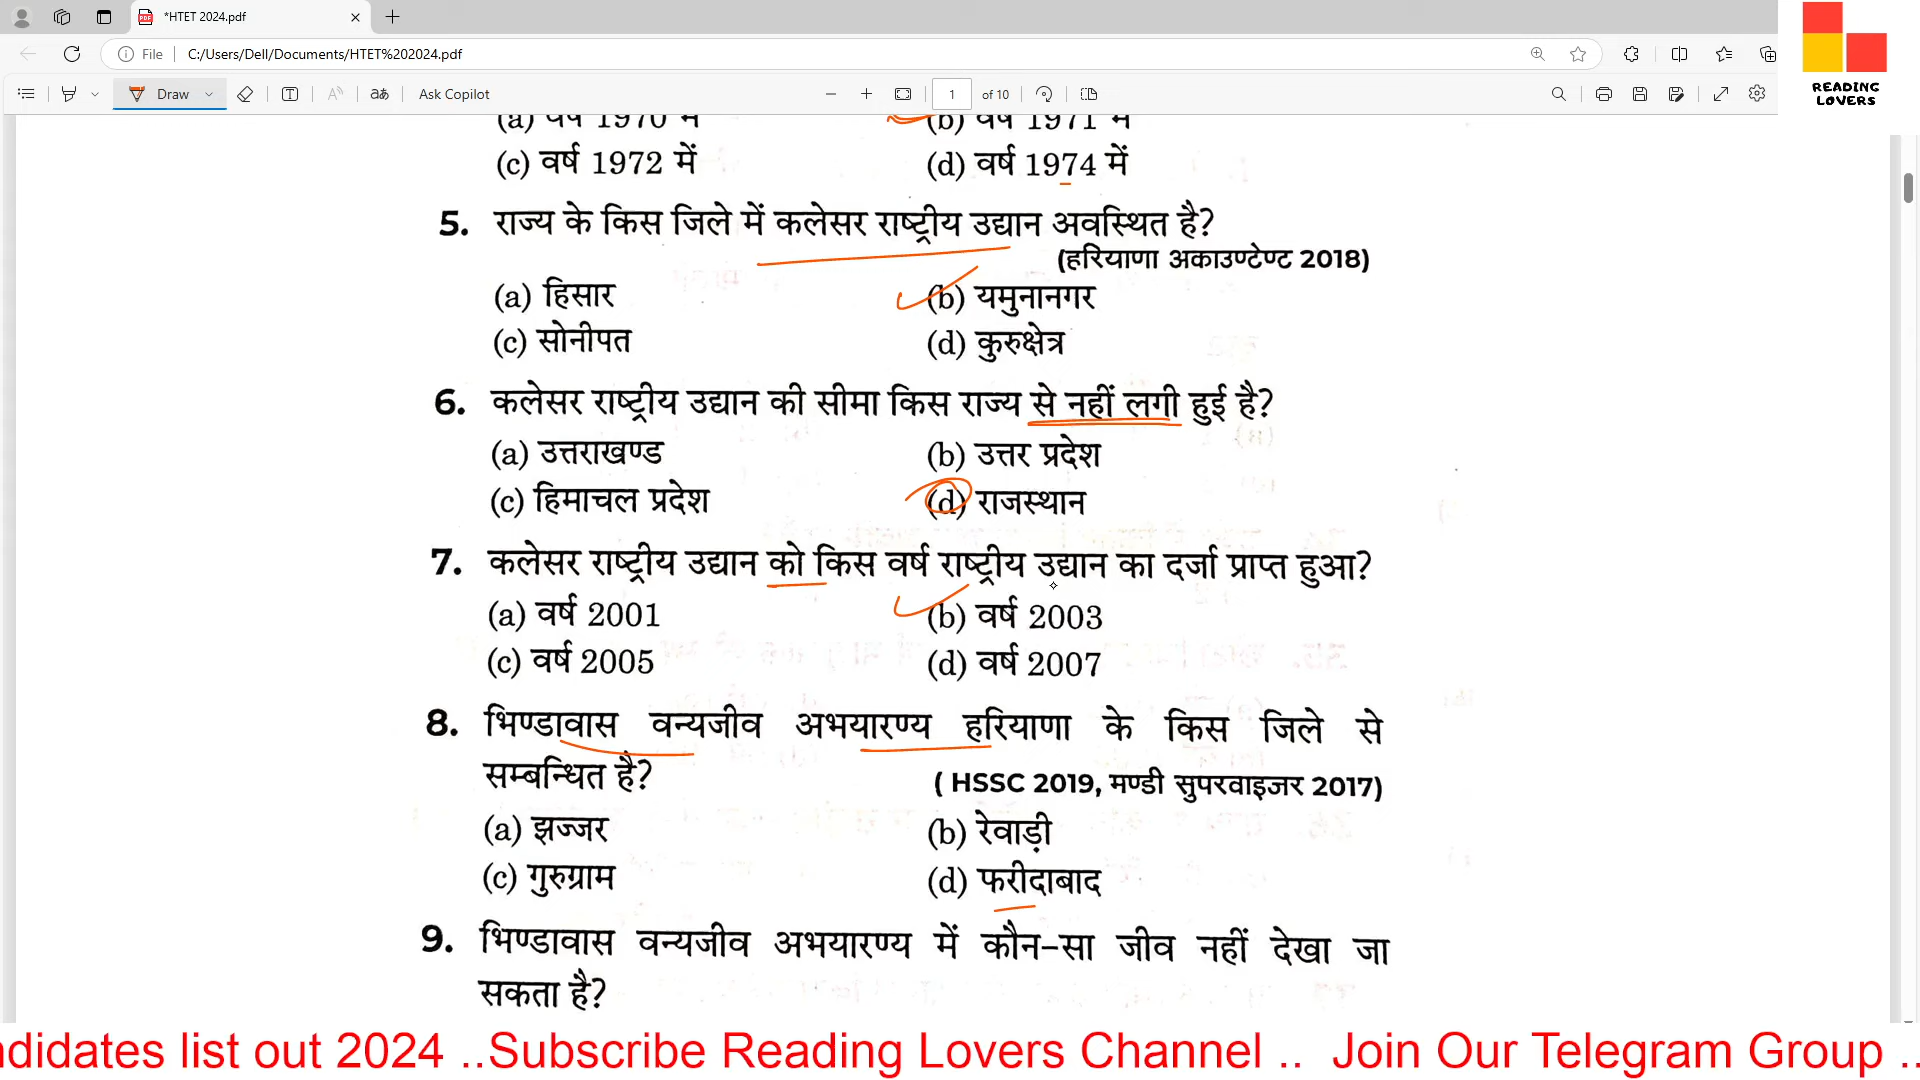 *HTET 2024.pdf
File
C:/Users/Dell/Documents/HTET%202024.pdf
Draw
Ask Copilot
1 of 10
READING
LOVERS
(a) वर्ष 1970 में (b) वर्ष 1971 में
(c) वर्ष 1972 में (d) वर्ष 1974 में
5. राज्य के किस जिले में कलेसर राष्ट्रीय उद्यान अवस्थित है?
(हरियाणा अकाउण्टेण्ट 2018)
(a) हिसार (b) यमुनानगर
(c) सोनीपत (d) कुरुक्षेत्र
6. कलेसर राष्ट्रीय उद्यान की सीमा किस राज्य से नहीं लगी हुई है?
(a) उत्तराखण्ड (b) उत्तर प्रदेश
(c) हिमाचल प्रदेश (d) राजस्थान
7. कलेसर राष्ट्रीय उद्यान को किस वर्ष राष्ट्रीय उद्यान का दर्जा प्राप्त हुआ?
(a) वर्ष 2001 (b) वर्ष 2003
(c) वर्ष 2005 (d) वर्ष 2007
8. भिण्डावास वन्यजीव अभयारण्य हरियाणा के किस जिले से
सम्बन्धित है? ( HSSC 2019, मण्डी सुपरवाइजर 2017)
(a) झज्जर (b) रेवाड़ी
(c) गुरुग्राम (d) फरीदाबाद
9. भिण्डावास वन्यजीव अभयारण्य में कौन-सा जीव नहीं देखा जा
सकता है?
ndidates list out 2024 ..Subscribe Reading Lovers Channel .. Join Our Telegram Group ..